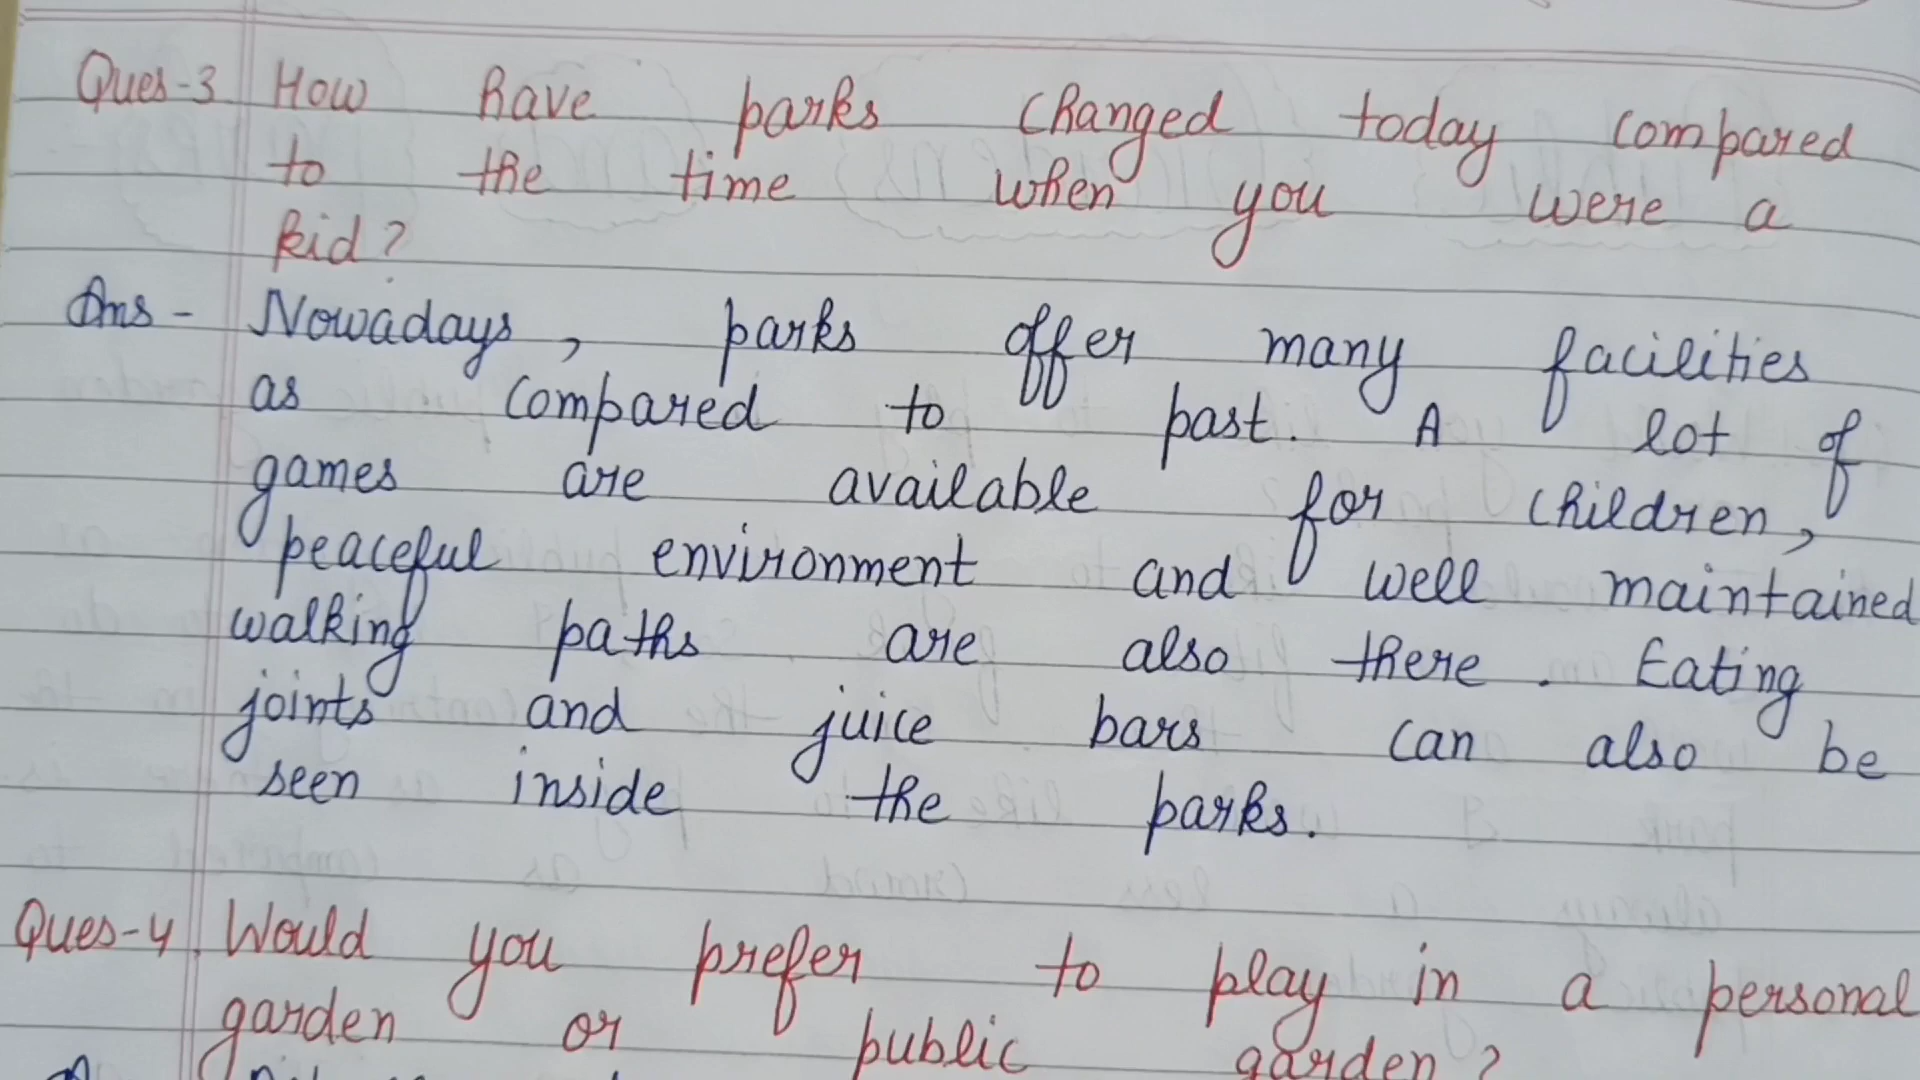 Ques-3 How have parks changed today compared
to the time when you were a
kid?
Ans- Nowadays, parks offer many facilities
as compared to past. A lot of
games are available for children,
peaceful environment and well maintained
walking paths are also there. Eating
joints and juice bars can also be
seen inside the parks.
Ques-4. Would you prefer to play in a personal
garden or public garden?